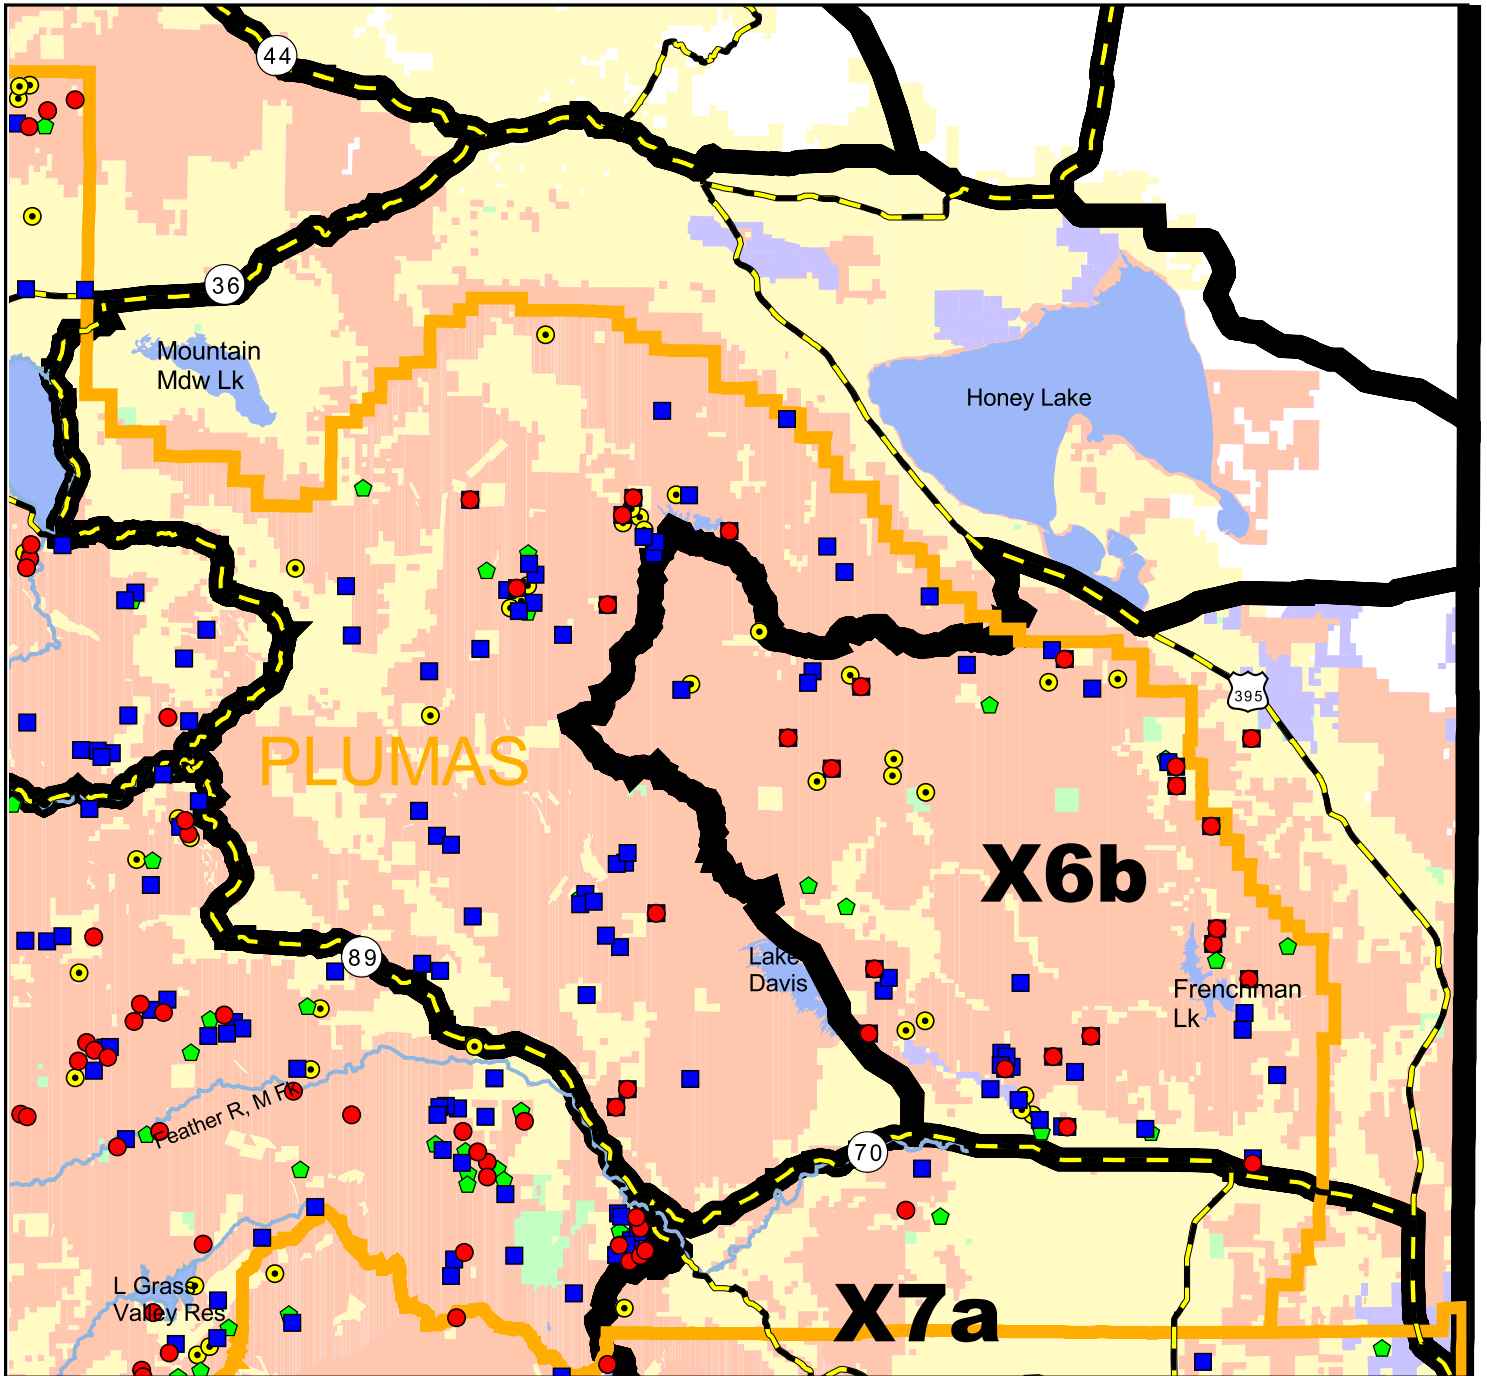 44
36
Mountain
Mdw Lk
Honey Lake
395
PLUMAS
X6b
89
Lake
Davis
Frenchman
Lk
Feather R, M Fk
70
L Grass
Valley Res
X7a